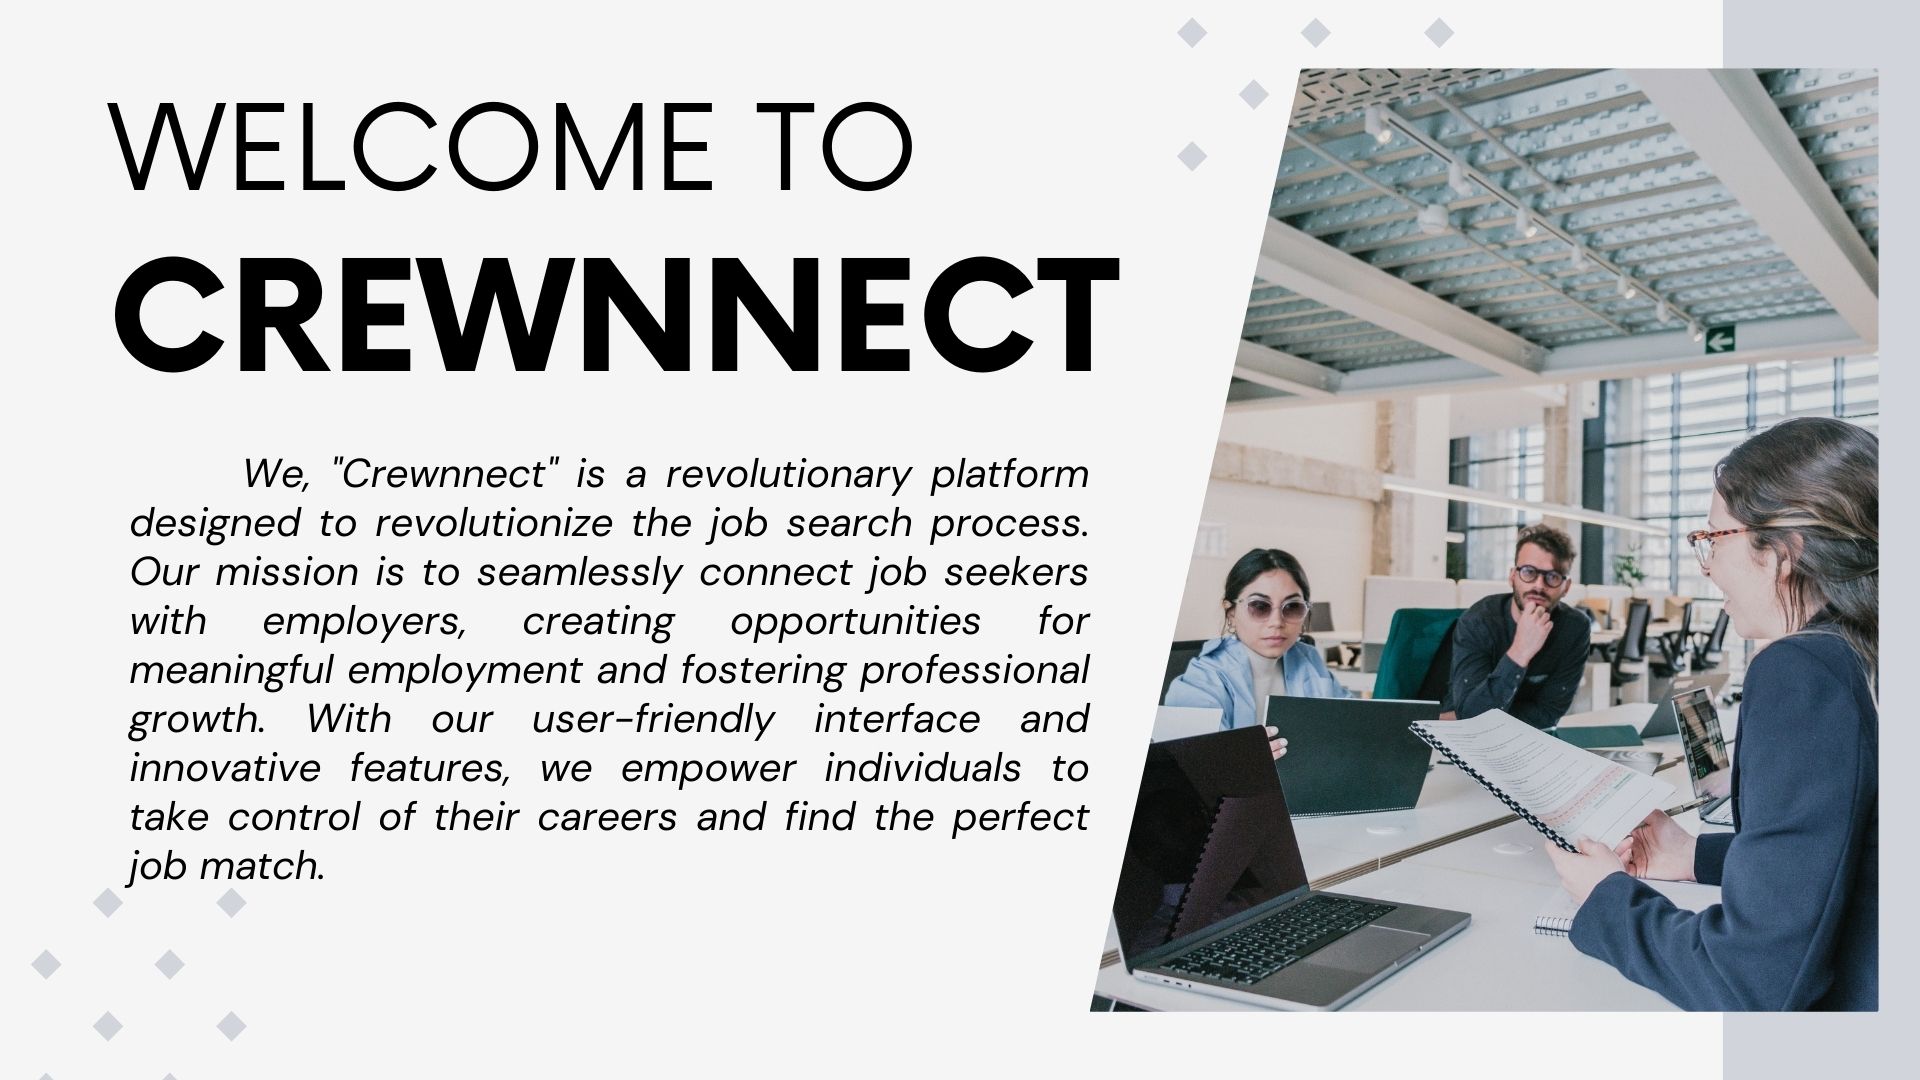 WELCOME TO
CREWNNECT
We, "Crewnnect" is a revolutionary platform
designed to revolutionize the job search process.
Our mission is to seamlessly connect job seekers
with employers, creating opportunities for
meaningful employment and fostering professional
growth. With our user-friendly interface and
innovative features, we empower individuals to
take control of their careers and find the perfect
job match.